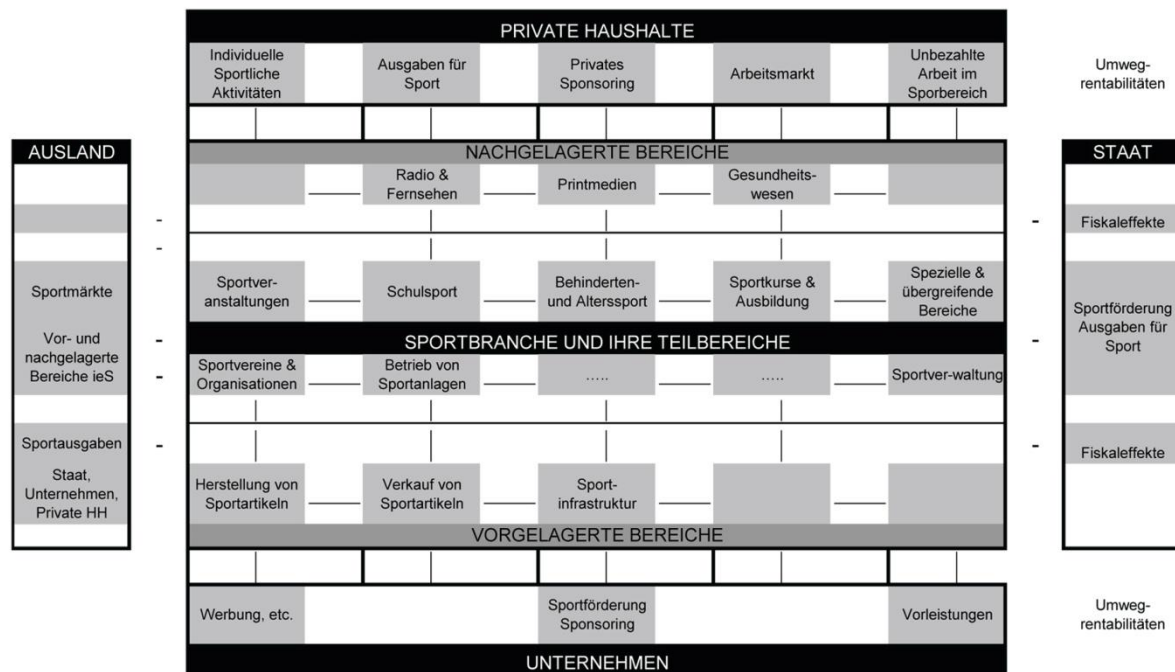 PRIVATE HAUSHALTE
Individuelle
Sportliche
Aktivitäten
Ausgaben für
Sport
Privates
Sponsoring
Arbeitsmarkt
Unbezahlte
Arbeit im
Sporbereich
Umweg-
rentabilitäten
AUSLAND
NACHGELAGERTE BEREICHE
STAAT
Radio &
Fernsehen
Printmedien
Gesundheits-
wesen
Fiskaleffekte
Sportmärkte
Vor- und
nachgelagerte
Bereiche ieS
Sportver-
anstaltungen
Schulsport
Behinderten-
und Alterssport
Sportkurse &
Ausbildung
Spezielle &
übergreifende
Bereiche
Sportförderung
Ausgaben für
Sport
SPORTBRANCHE UND IHRE TEILBEREICHE
Sportvereine &
Organisationen
Betrieb von
Sportanlagen
.....
.....
Sportver-waltung
Sportausgaben
Staat,
Unternehmen,
Private HH
Fiskaleffekte
Herstellung von
Sportartikeln
Verkauf von
Sportartikeln
Sport-
infrastruktur
VORGELAGERTE BEREICHE
Werbung, etc.
Sportförderung
Sponsoring
Vorleistungen
Umweg-
rentabilitäten
UNTERNEHMEN